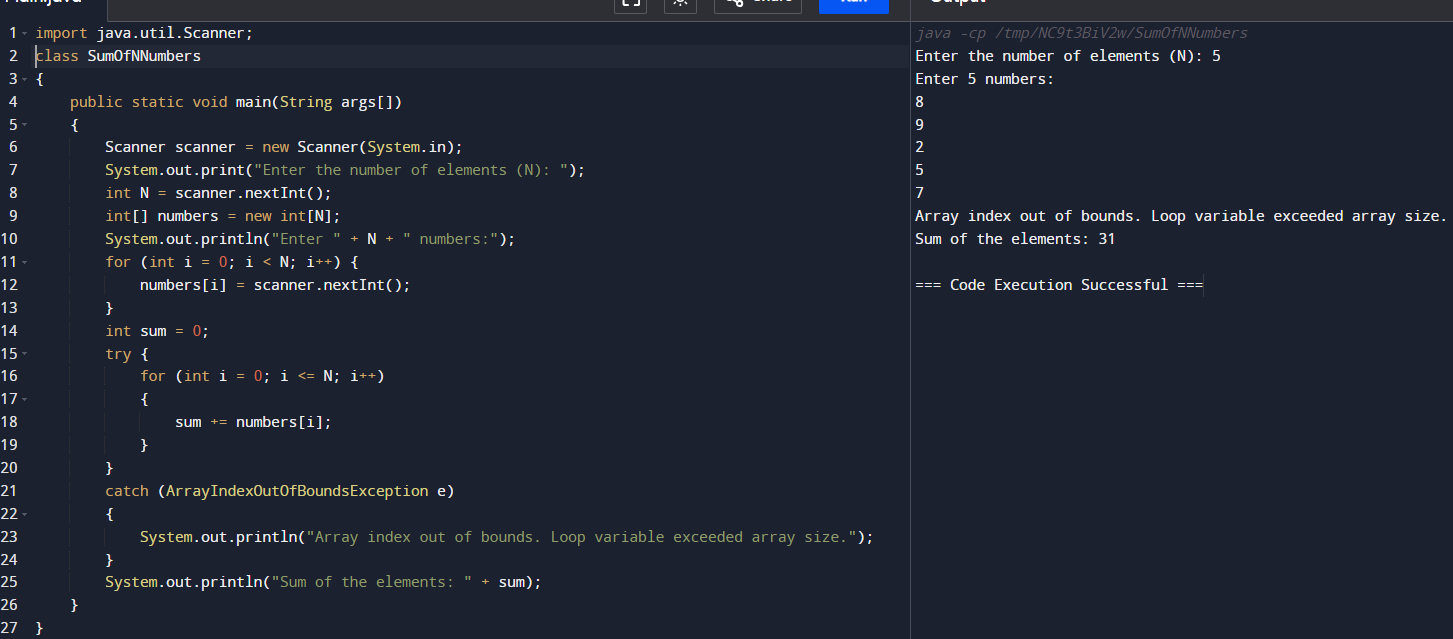 Run
Output
1 import java.util.Scanner;
2 class SumOfNNumbers
3 {
4     public static void main(String args[])
5     {
6         Scanner scanner = new Scanner(System.in);
7         System.out.print("Enter the number of elements (N): ");
8         int N = scanner.nextInt();
9         int[] numbers = new int[N];
10         System.out.println("Enter " + N + " numbers:");
11         for (int i = 0; i < N; i++) {
12             numbers[i] = scanner.nextInt();
13         }
14         int sum = 0;
15         try {
16             for (int i = 0; i <= N; i++)
17             {
18                 sum += numbers[i];
19             }
20         }
21         catch (ArrayIndexOutOfBoundsException e)
22         {
23             System.out.println("Array index out of bounds. Loop variable exceeded array size.");
24         }
25         System.out.println("Sum of the elements: " + sum);
26     }
27 }
java -cp /tmp/NC9t3BiV2w/SumOfNNumbers
Enter the number of elements (N): 5
Enter 5 numbers:
8
9
2
5
7
Array index out of bounds. Loop variable exceeded array size.
Sum of the elements: 31
=== Code Execution Successful ===